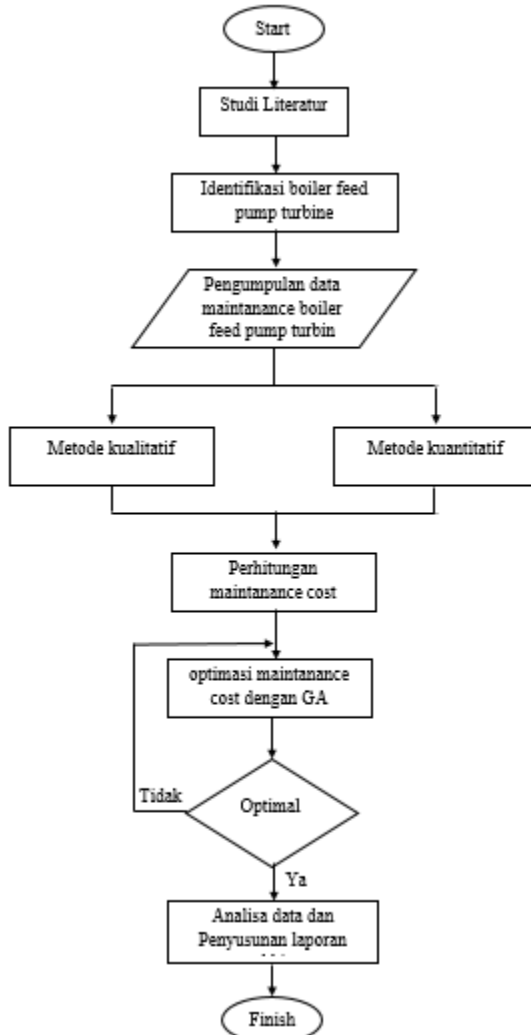 Start
Studi Literatur
Identifikasi boiler feed
pump turbine
Pengumpulan data
maintanance boiler
feed pump turbin
Metode kualitatif
Metode kuantitatif
Perhitungan
maintanance cost
optimasi maintanance
cost dengan GA
Tidak
Optimal
Ya
Analisa data dan
Penyusunan laporan
Finish